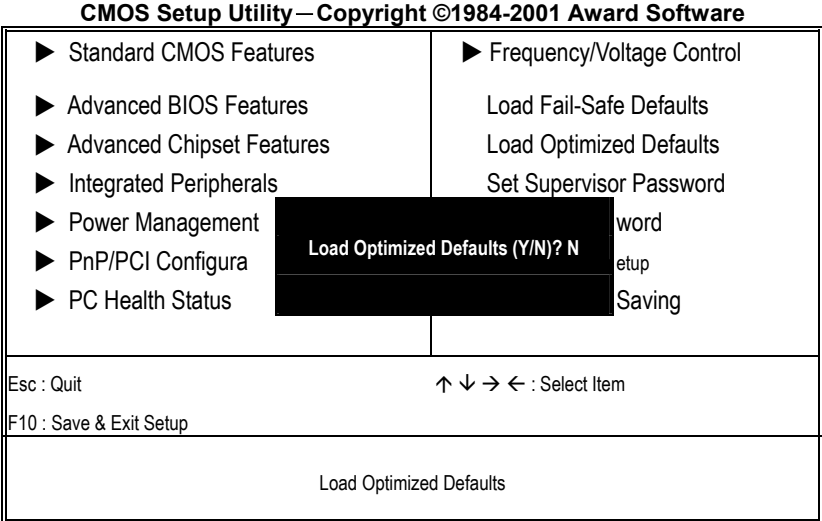 CMOS Setup Utility－Copyright ©1984-2001 Award Software
▶ Standard CMOS Features
▶ Advanced BIOS Features
▶ Advanced Chipset Features
▶ Integrated Peripherals
▶ Power Management
▶ PnP/PCI Configura
▶ PC Health Status
▶ Frequency/Voltage Control
Load Fail-Safe Defaults
Load Optimized Defaults
Set Supervisor Password
word
etup
Saving
Load Optimized Defaults (Y/N)? N
Esc : Quit
↑ ↓ → ← : Select Item
F10 : Save & Exit Setup
Load Optimized Defaults